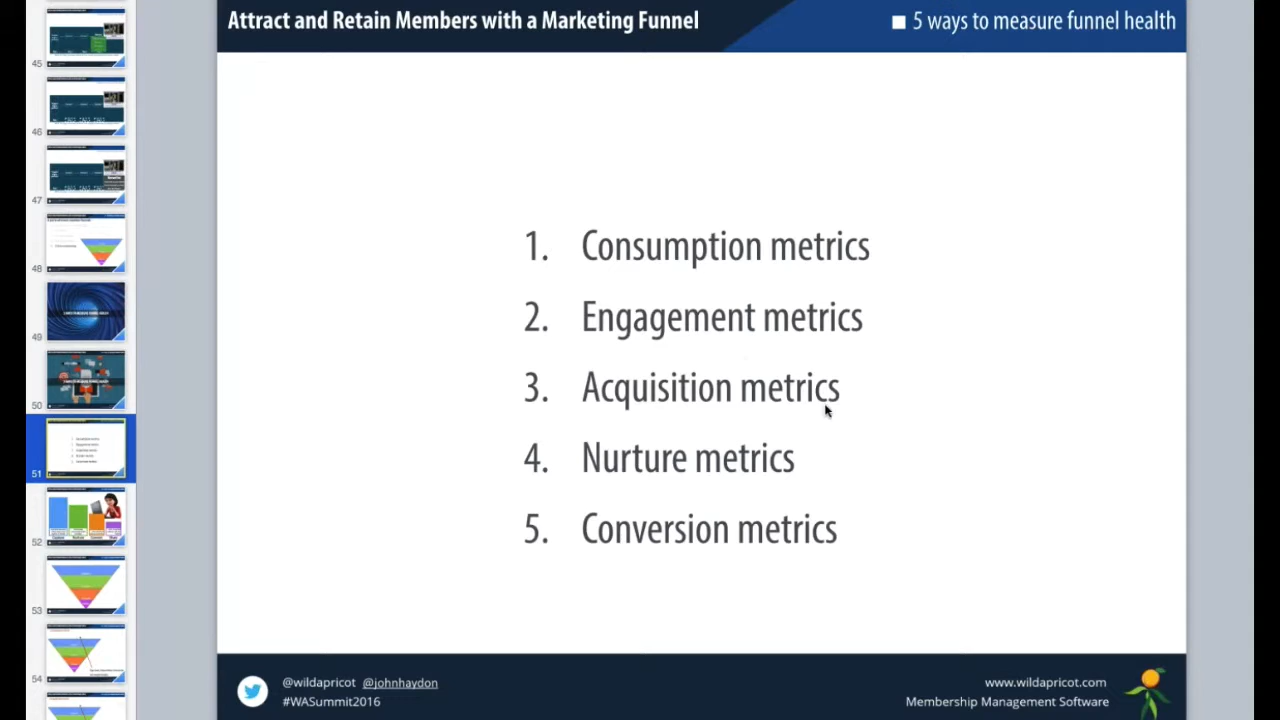 Attract and Retain Members with a Marketing Funnel
5 ways to measure funnel health
45
46
47
48
49
50
51
52
53
54
1. Consumption metrics
2. Engagement metrics
3. Acquisition metrics
4. Nurture metrics
5. Conversion metrics
@wildapricot @johnhaydon
#WASummit2016
www.wildapricot.com
Membership Management Software